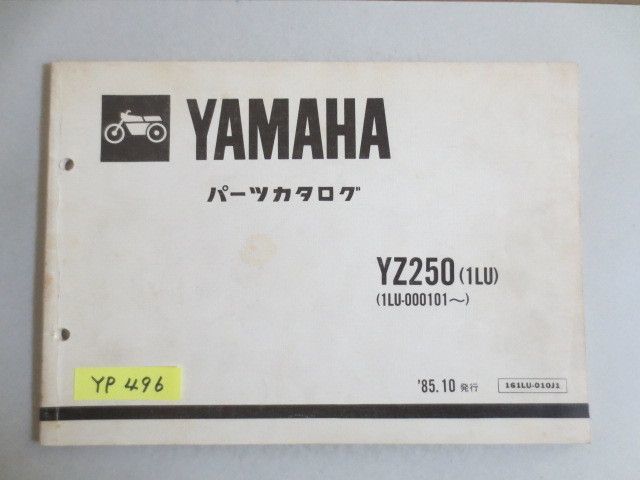 YAMAHA
パーツカタログ
YZ250 (1LU)
(1LU-000101〜)
YP 496
'85.10 発行
161LU-010J1